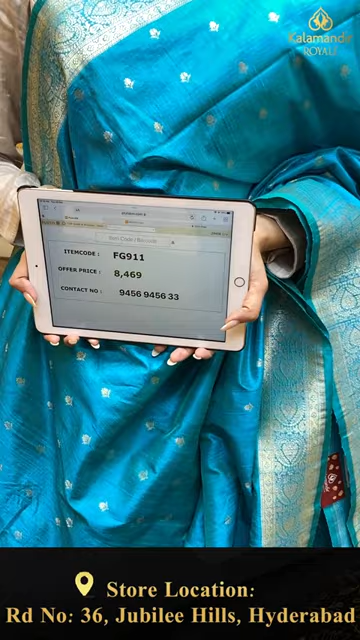 Kalamandir
ROYALE
ITEMCODE : FG911
OFFER PRICE : 8,469
CONTACT NO : 9456 9456 33
Store Location:
Rd No: 36, Jubilee Hills, Hyderabad